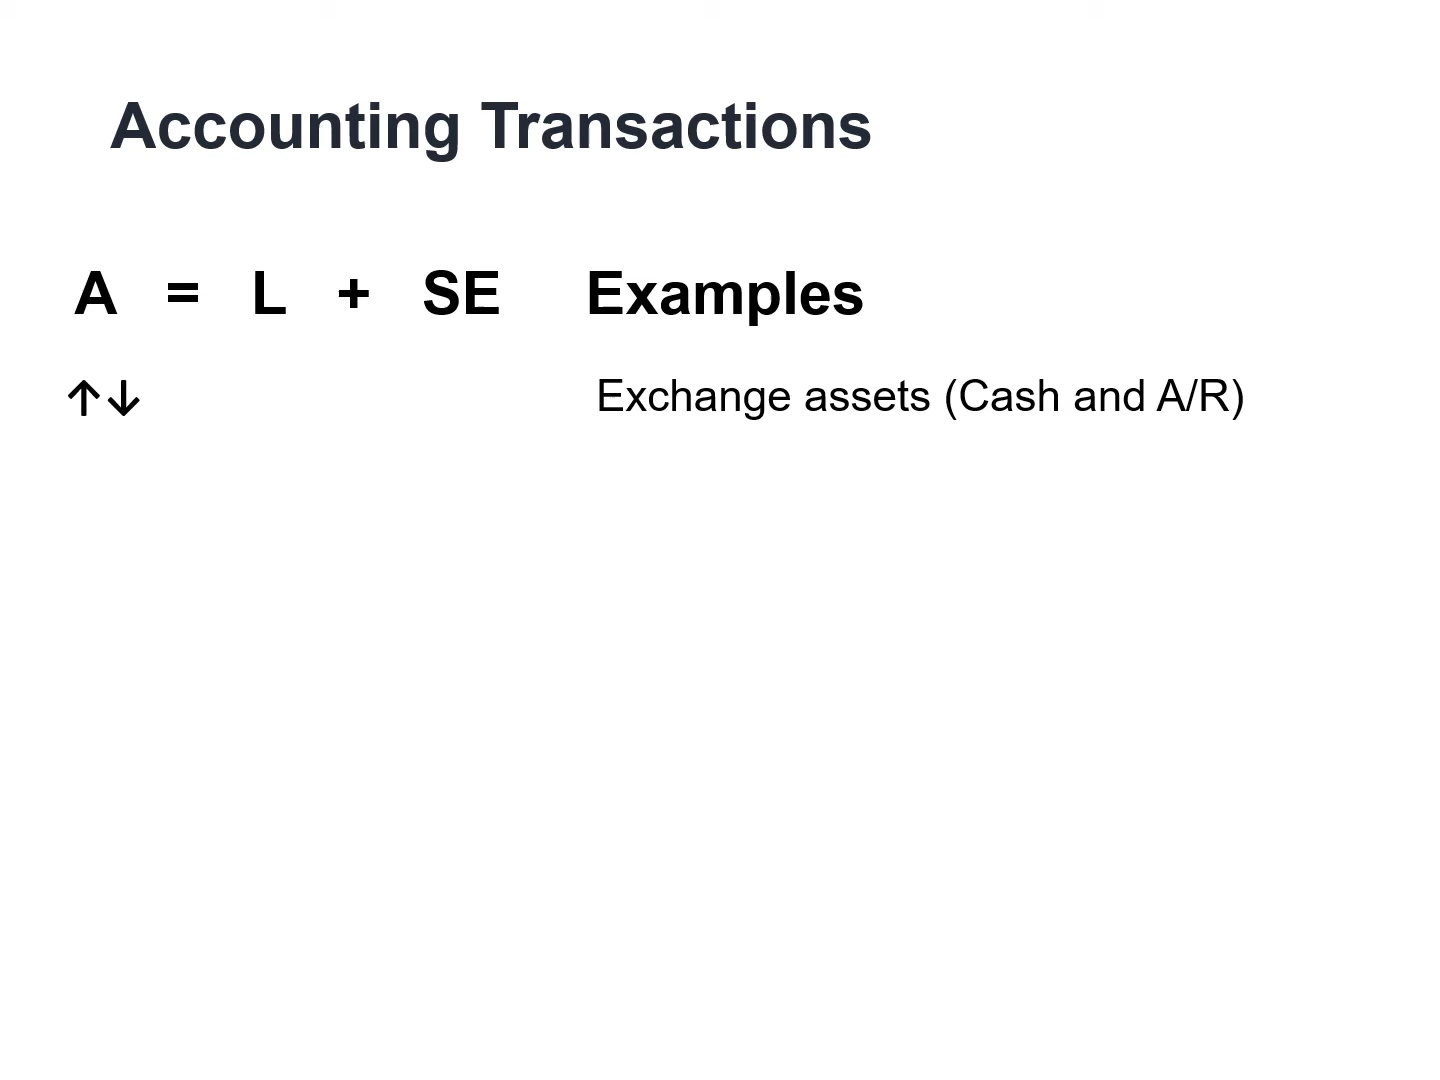 Accounting Transactions
A = L + SE Examples
↑↓ Exchange assets (Cash and A/R)